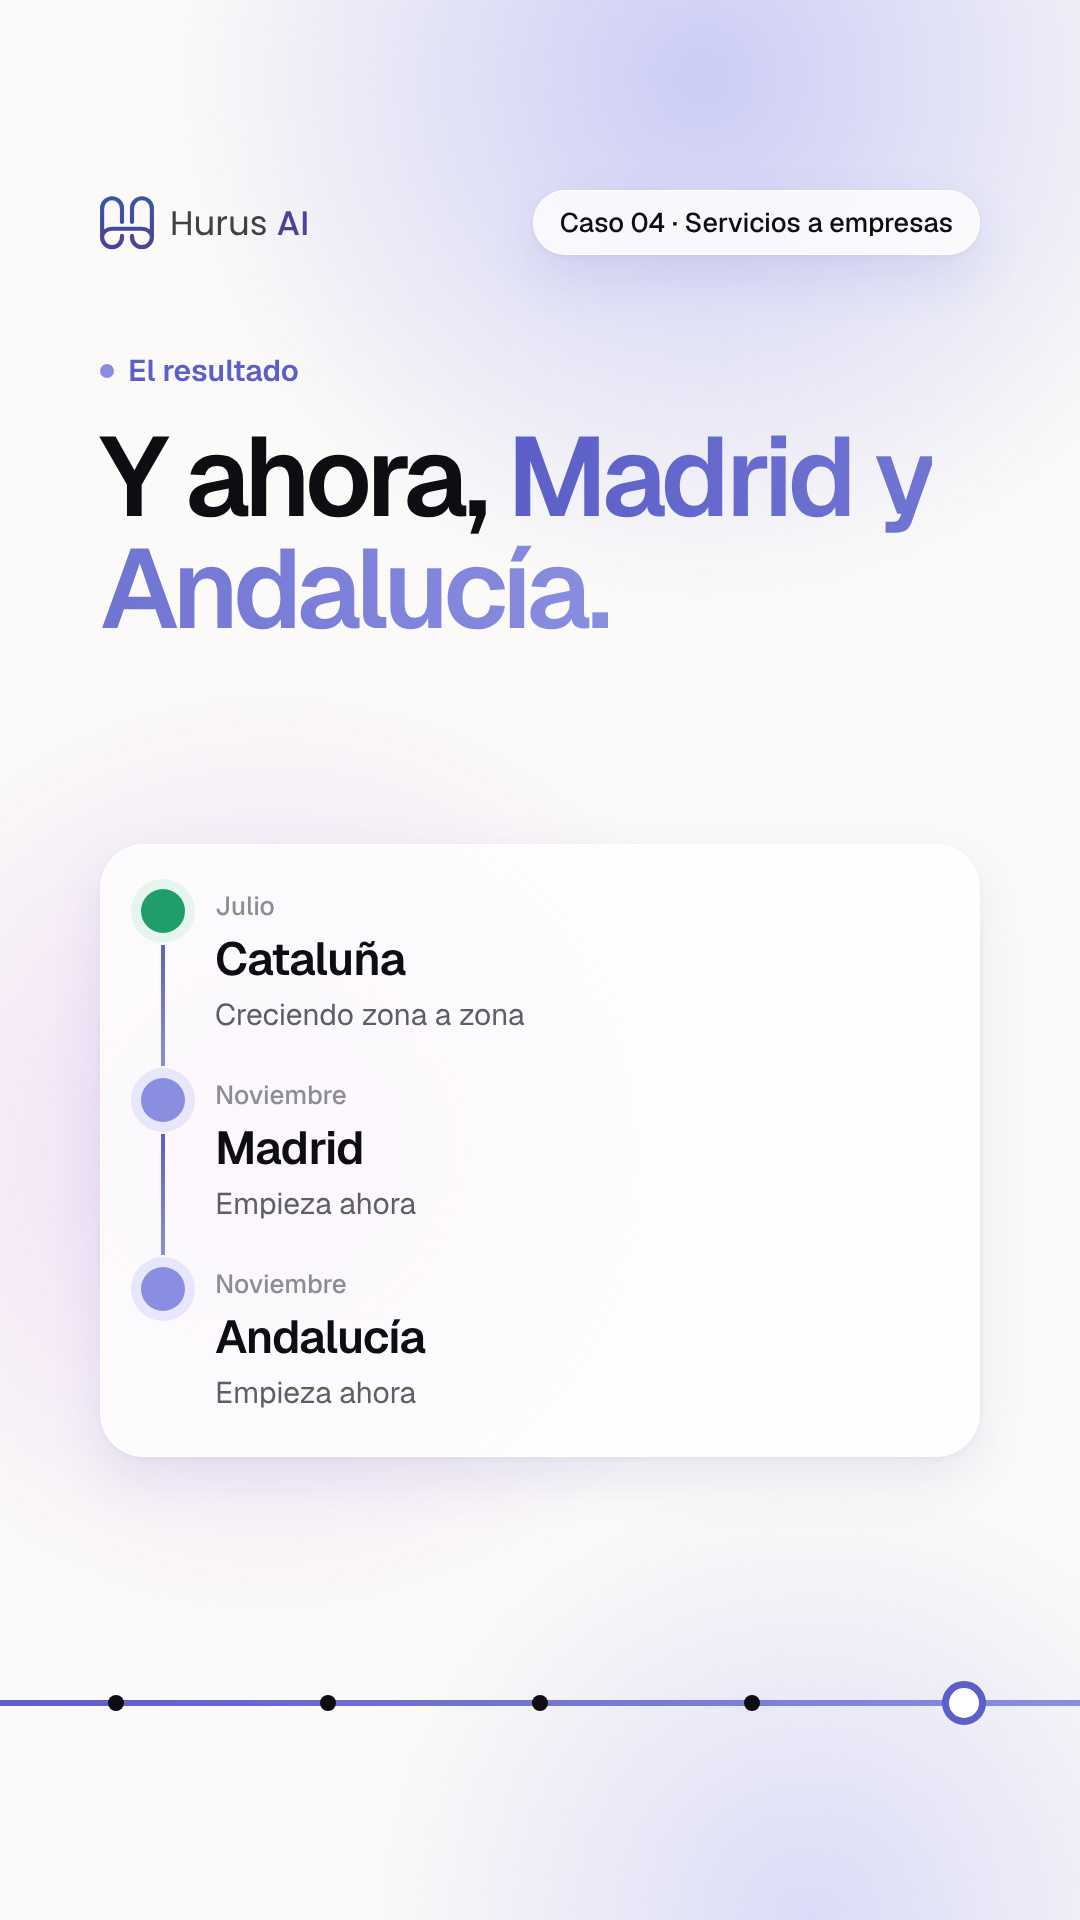 Hurus AI
Caso 04 · Servicios a empresas
El resultado
Y ahora, Madrid y
Andalucía.
Julio
Cataluña
Creciendo zona a zona
Noviembre
Madrid
Empieza ahora
Noviembre
Andalucía
Empieza ahora